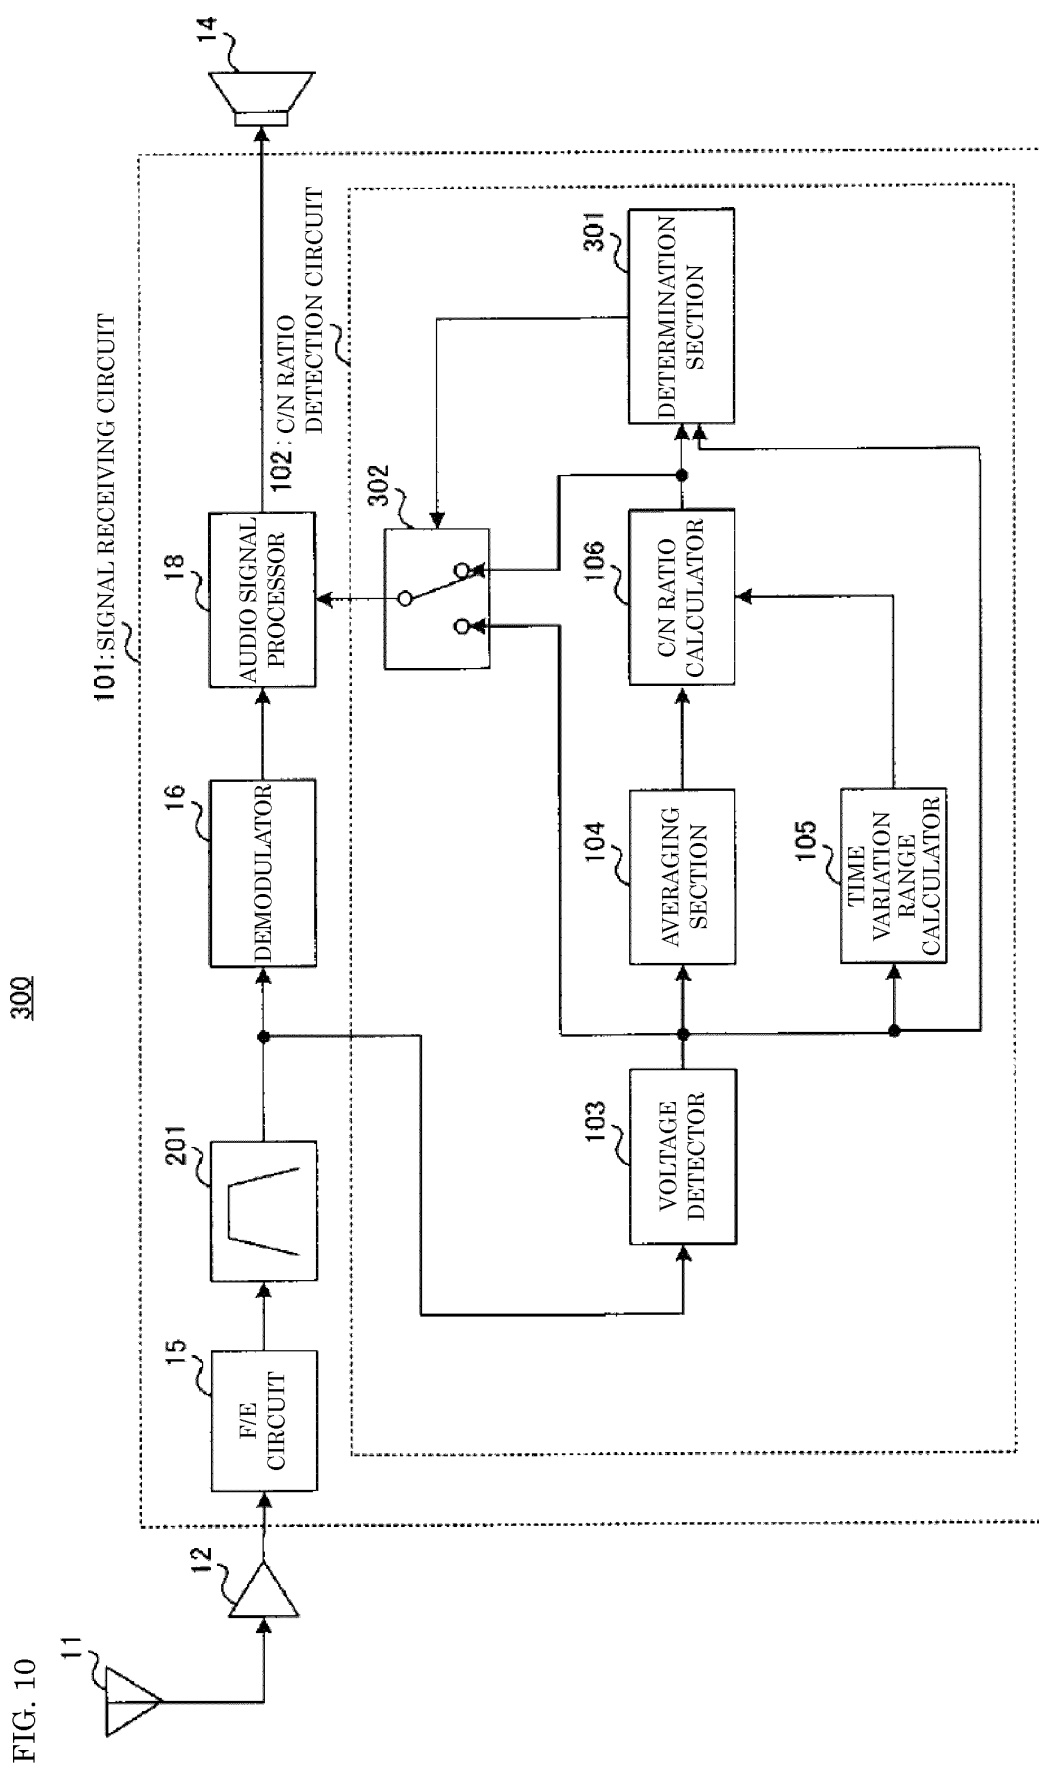 FIG. 10
300
101: SIGNAL RECEIVING CIRCUIT
11
12
15
F/E
CIRCUIT
201
16
DEMODULATOR
18
AUDIO SIGNAL
PROCESSOR
14
102: C/N RATIO
DETECTION CIRCUIT
302
103
VOLTAGE
DETECTOR
104
AVERAGING
SECTION
106
C/N RATIO
CALCULATOR
301
DETERMINATION
SECTION
105
TIME
VARIATION
RANGE
CALCULATOR